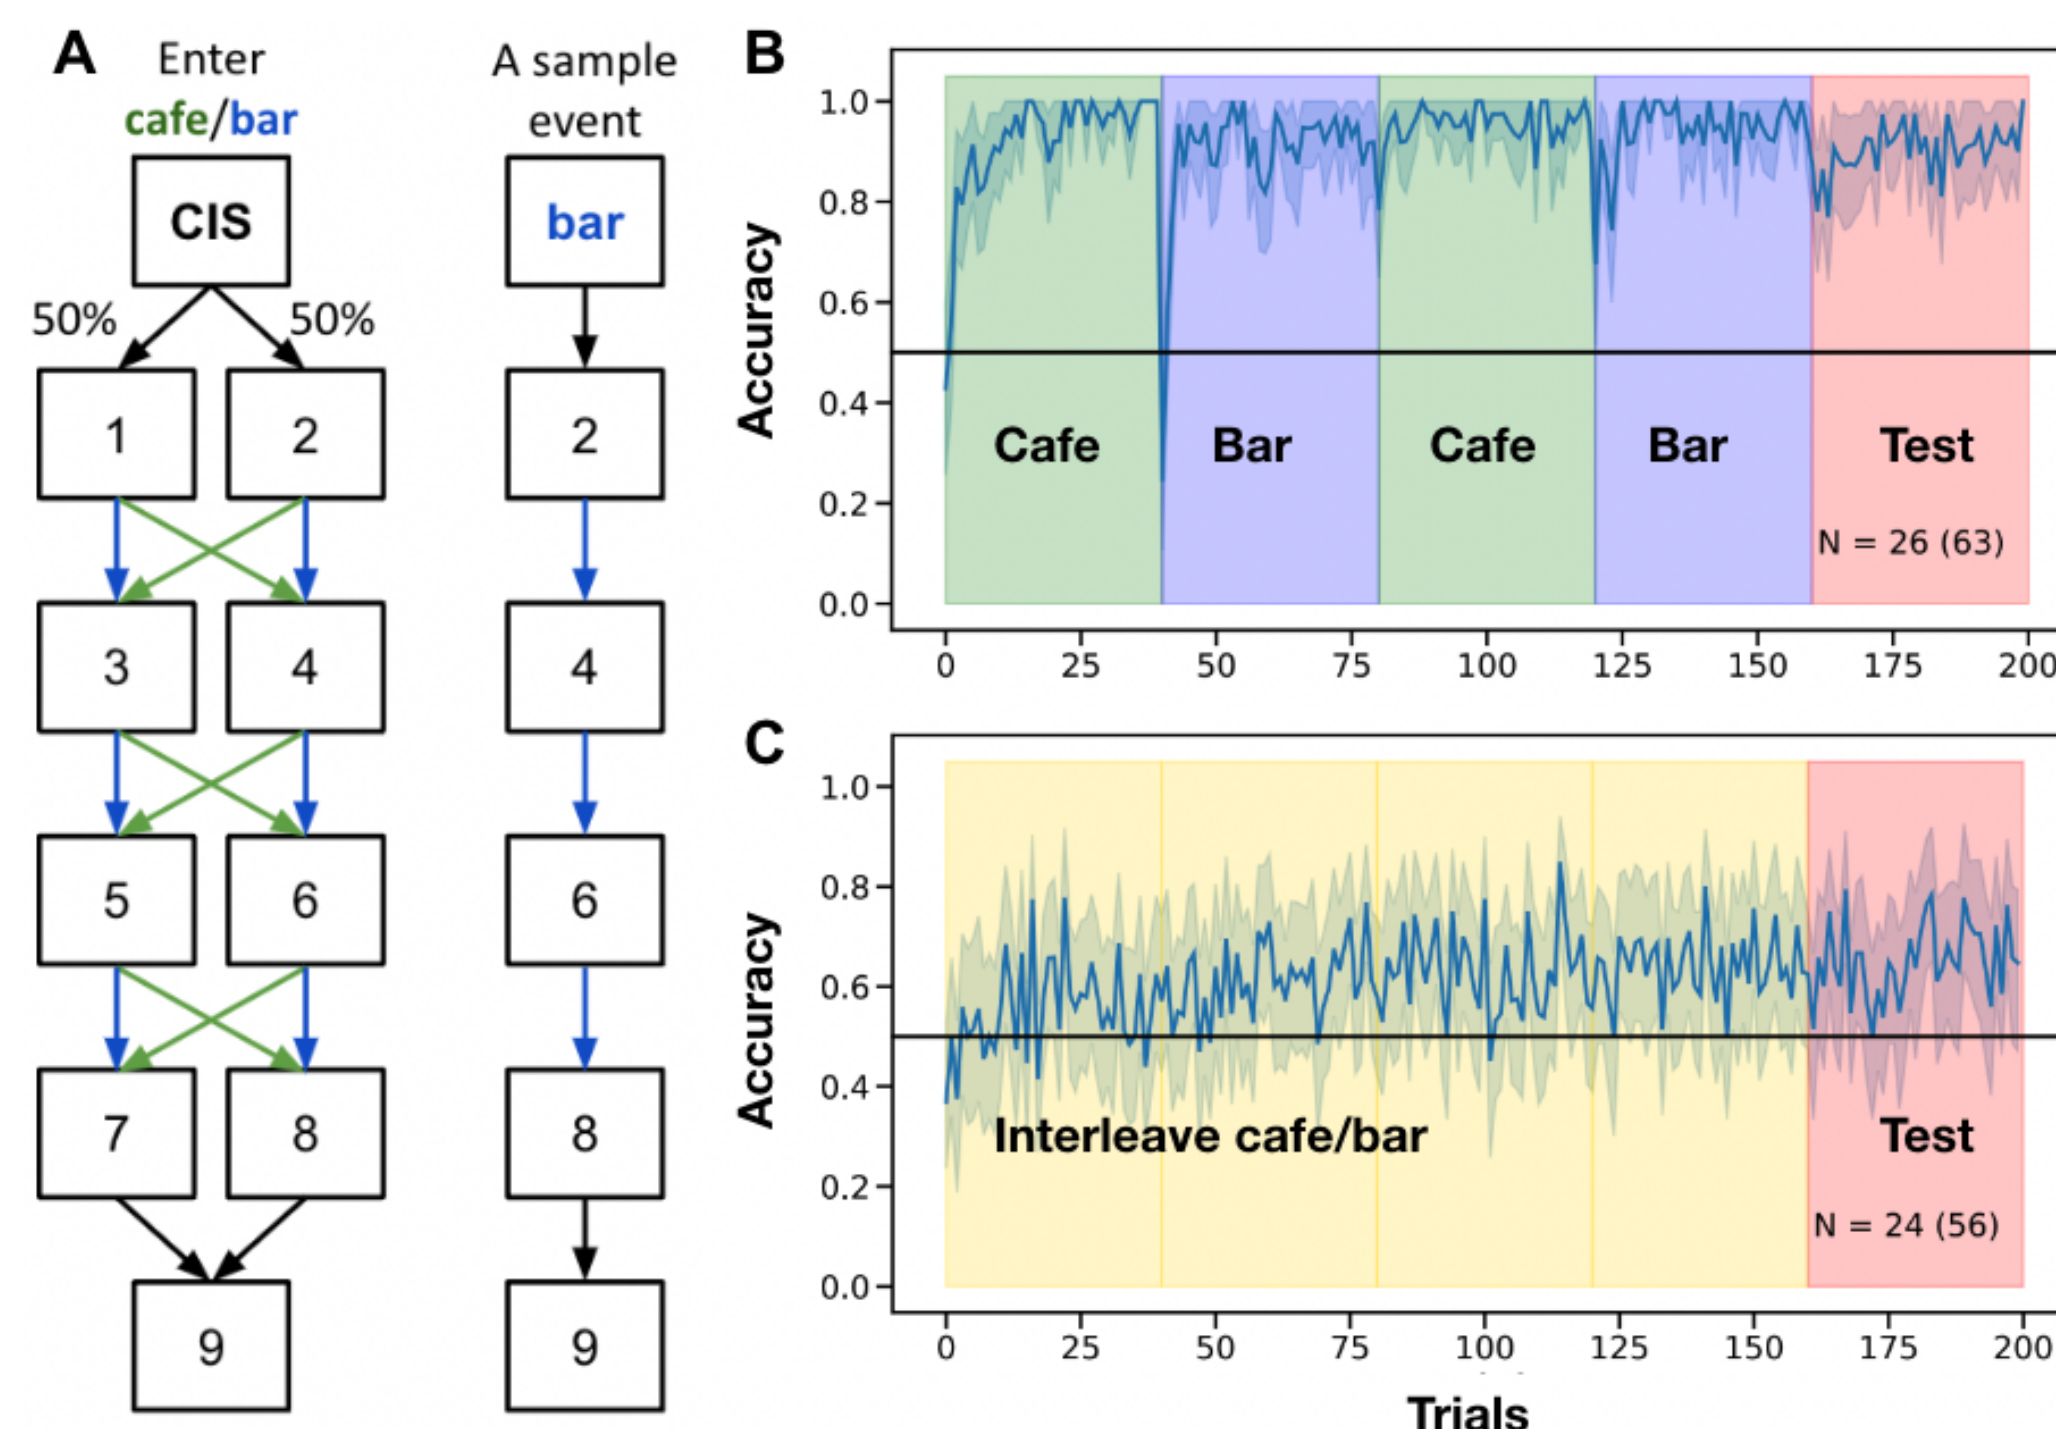 A
Enter
cafe/bar
CIS
50%
50%
1
2
3
4
5
6
7
8
9
A sample
event
bar
2
4
6
8
9
B
Accuracy
1.0
0.8
0.6
0.4
0.2
0.0
Cafe
Bar
Cafe
Bar
Test
N = 26 (63)
0 25 50 75 100 125 150 175 200
C
Accuracy
1.0
0.8
0.6
0.4
0.2
0.0
Interleave cafe/bar
Test
N = 24 (56)
0 25 50 75 100 125 150 175 200
Trials